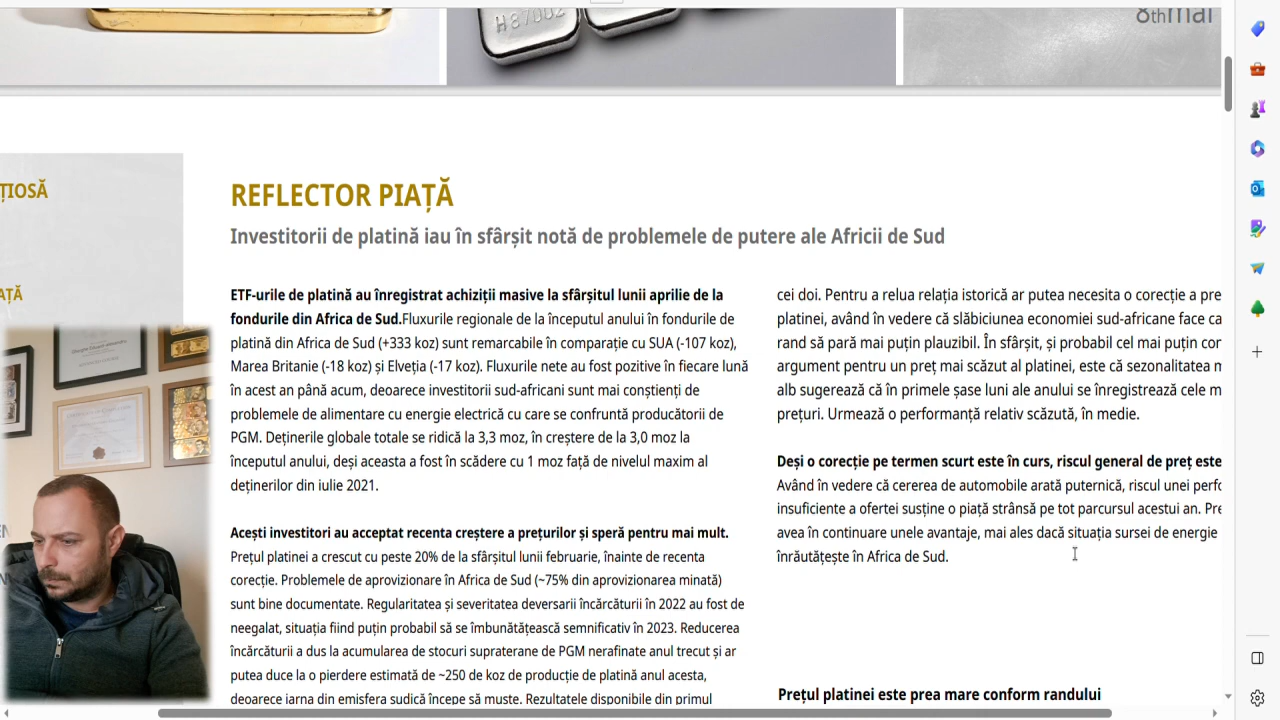 H87002
8thmai
ȚIOSĂ
AȚĂ
REFLECTOR PIAȚĂ
Investitorii de platină iau în sfârșit notă de problemele de putere ale Africii de Sud
ETF-urile de platină au înregistrat achiziții masive la sfârșitul lunii aprilie de la
fondurile din Africa de Sud.Fluxurile regionale de la începutul anului în fondurile de
platină din Africa de Sud (+333 koz) sunt remarcabile în comparație cu SUA (-107 koz),
Marea Britanie (-18 koz) și Elveția (-17 koz). Fluxurile nete au fost pozitive în fiecare lună
în acest an până acum, deoarece investitorii sud-africani sunt mai conștienți de
problemele de alimentare cu energie electrică cu care se confruntă producătorii de
PGM. Deținerile globale totale se ridică la 3,3 moz, în creștere de la 3,0 moz la
începutul anului, deși aceasta a fost în scădere cu 1 moz față de nivelul maxim al
deținerilor din iulie 2021.
Acești investitori au acceptat recenta creștere a prețurilor și speră pentru mai mult.
Prețul platinei a crescut cu peste 20% de la sfârșitul lunii februarie, înainte de recenta
corecție. Problemele de aprovizionare în Africa de Sud (~75% din aprovizionarea minată)
sunt bine documentate. Regularitatea și severitatea deversarii încărcăturii în 2022 au fost de
neegalat, situația fiind puțin probabil să se îmbunătățească semnificativ în 2023. Reducerea
încărcăturii a dus la acumularea de stocuri supraterane de PGM nerafinate anul trecut și ar
putea duce la o pierdere estimată de ~250 de koz de producție de platină anul acesta,
deoarece iarna din emisfera sudică începe să muște. Rezultatele disponibile din primul
cei doi. Pentru a relua relația istorică ar putea necesita o corecție a pre
platinei, având în vedere că slăbiciunea economiei sud-africane face ca
rand să pară mai puțin plauzibil. În sfârșit, și probabil cel mai puțin cor
argument pentru un preț mai scăzut al platinei, este că sezonalitatea m
alb sugerează că în primele șase luni ale anului se înregistrează cele m
prețuri. Urmează o performanță relativ scăzută, în medie.
Deși o corecție pe termen scurt este în curs, riscul general de preț este
Având în vedere că cererea de automobile arată puternică, riscul unei perfo
insuficiente a ofertei susține o piață strânsă pe tot parcursul acestui an. Pre
avea în continuare unele avantaje, mai ales dacă situația sursei de energie
înrăutățește în Africa de Sud.
Prețul platinei este prea mare conform randului